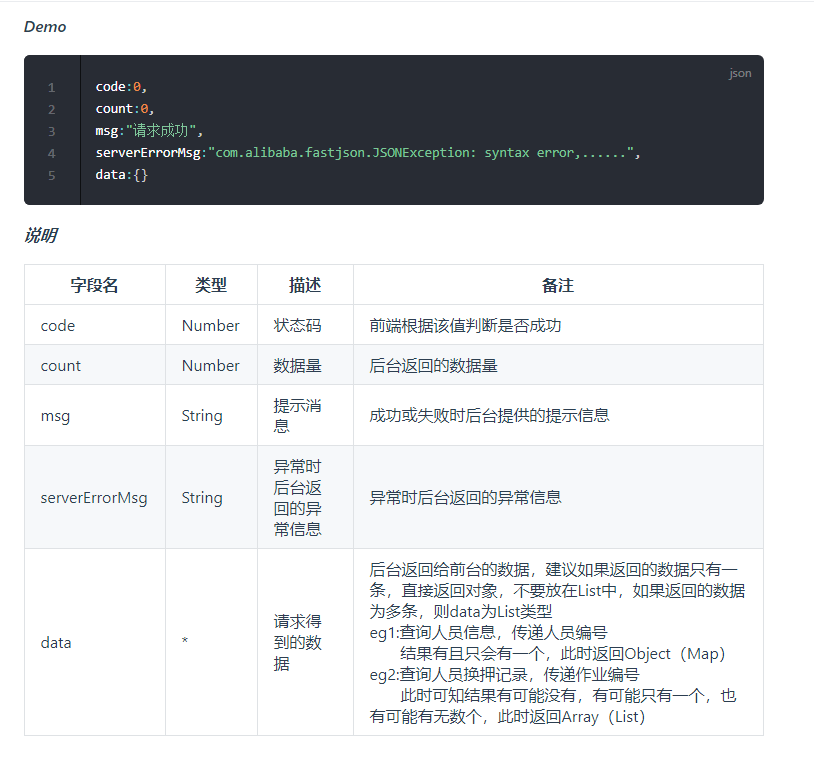 Demo
json
1 code:0,
2 count:0,
3 msg:"请求成功",
4 serverErrorMsg:"com.alibaba.fastjson.JSONException: syntax error,......",
5 data:{}
说明
字段名 类型 描述 备注
code Number 状态码 前端根据该值判断是否成功
count Number 数据量 后台返回的数据量
msg String 提示消
息
成功或失败时后台提供的提示信息
serverErrorMsg String
异常时
后台返
回的异
常信息
异常时后台返回的异常信息
data *
请求得
到的数
据
后台返回给前台的数据，建议如果返回的数据只有一
条，直接返回对象，不要放在List中，如果返回的数据
为多条，则data为List类型
eg1:查询人员信息，传递人员编号
结果有且只会有一个，此时返回Object（Map）
eg2:查询人员换押记录，传递作业编号
此时可知结果有可能没有，有可能只有一个，也
有可能有无数个，此时返回Array（List）